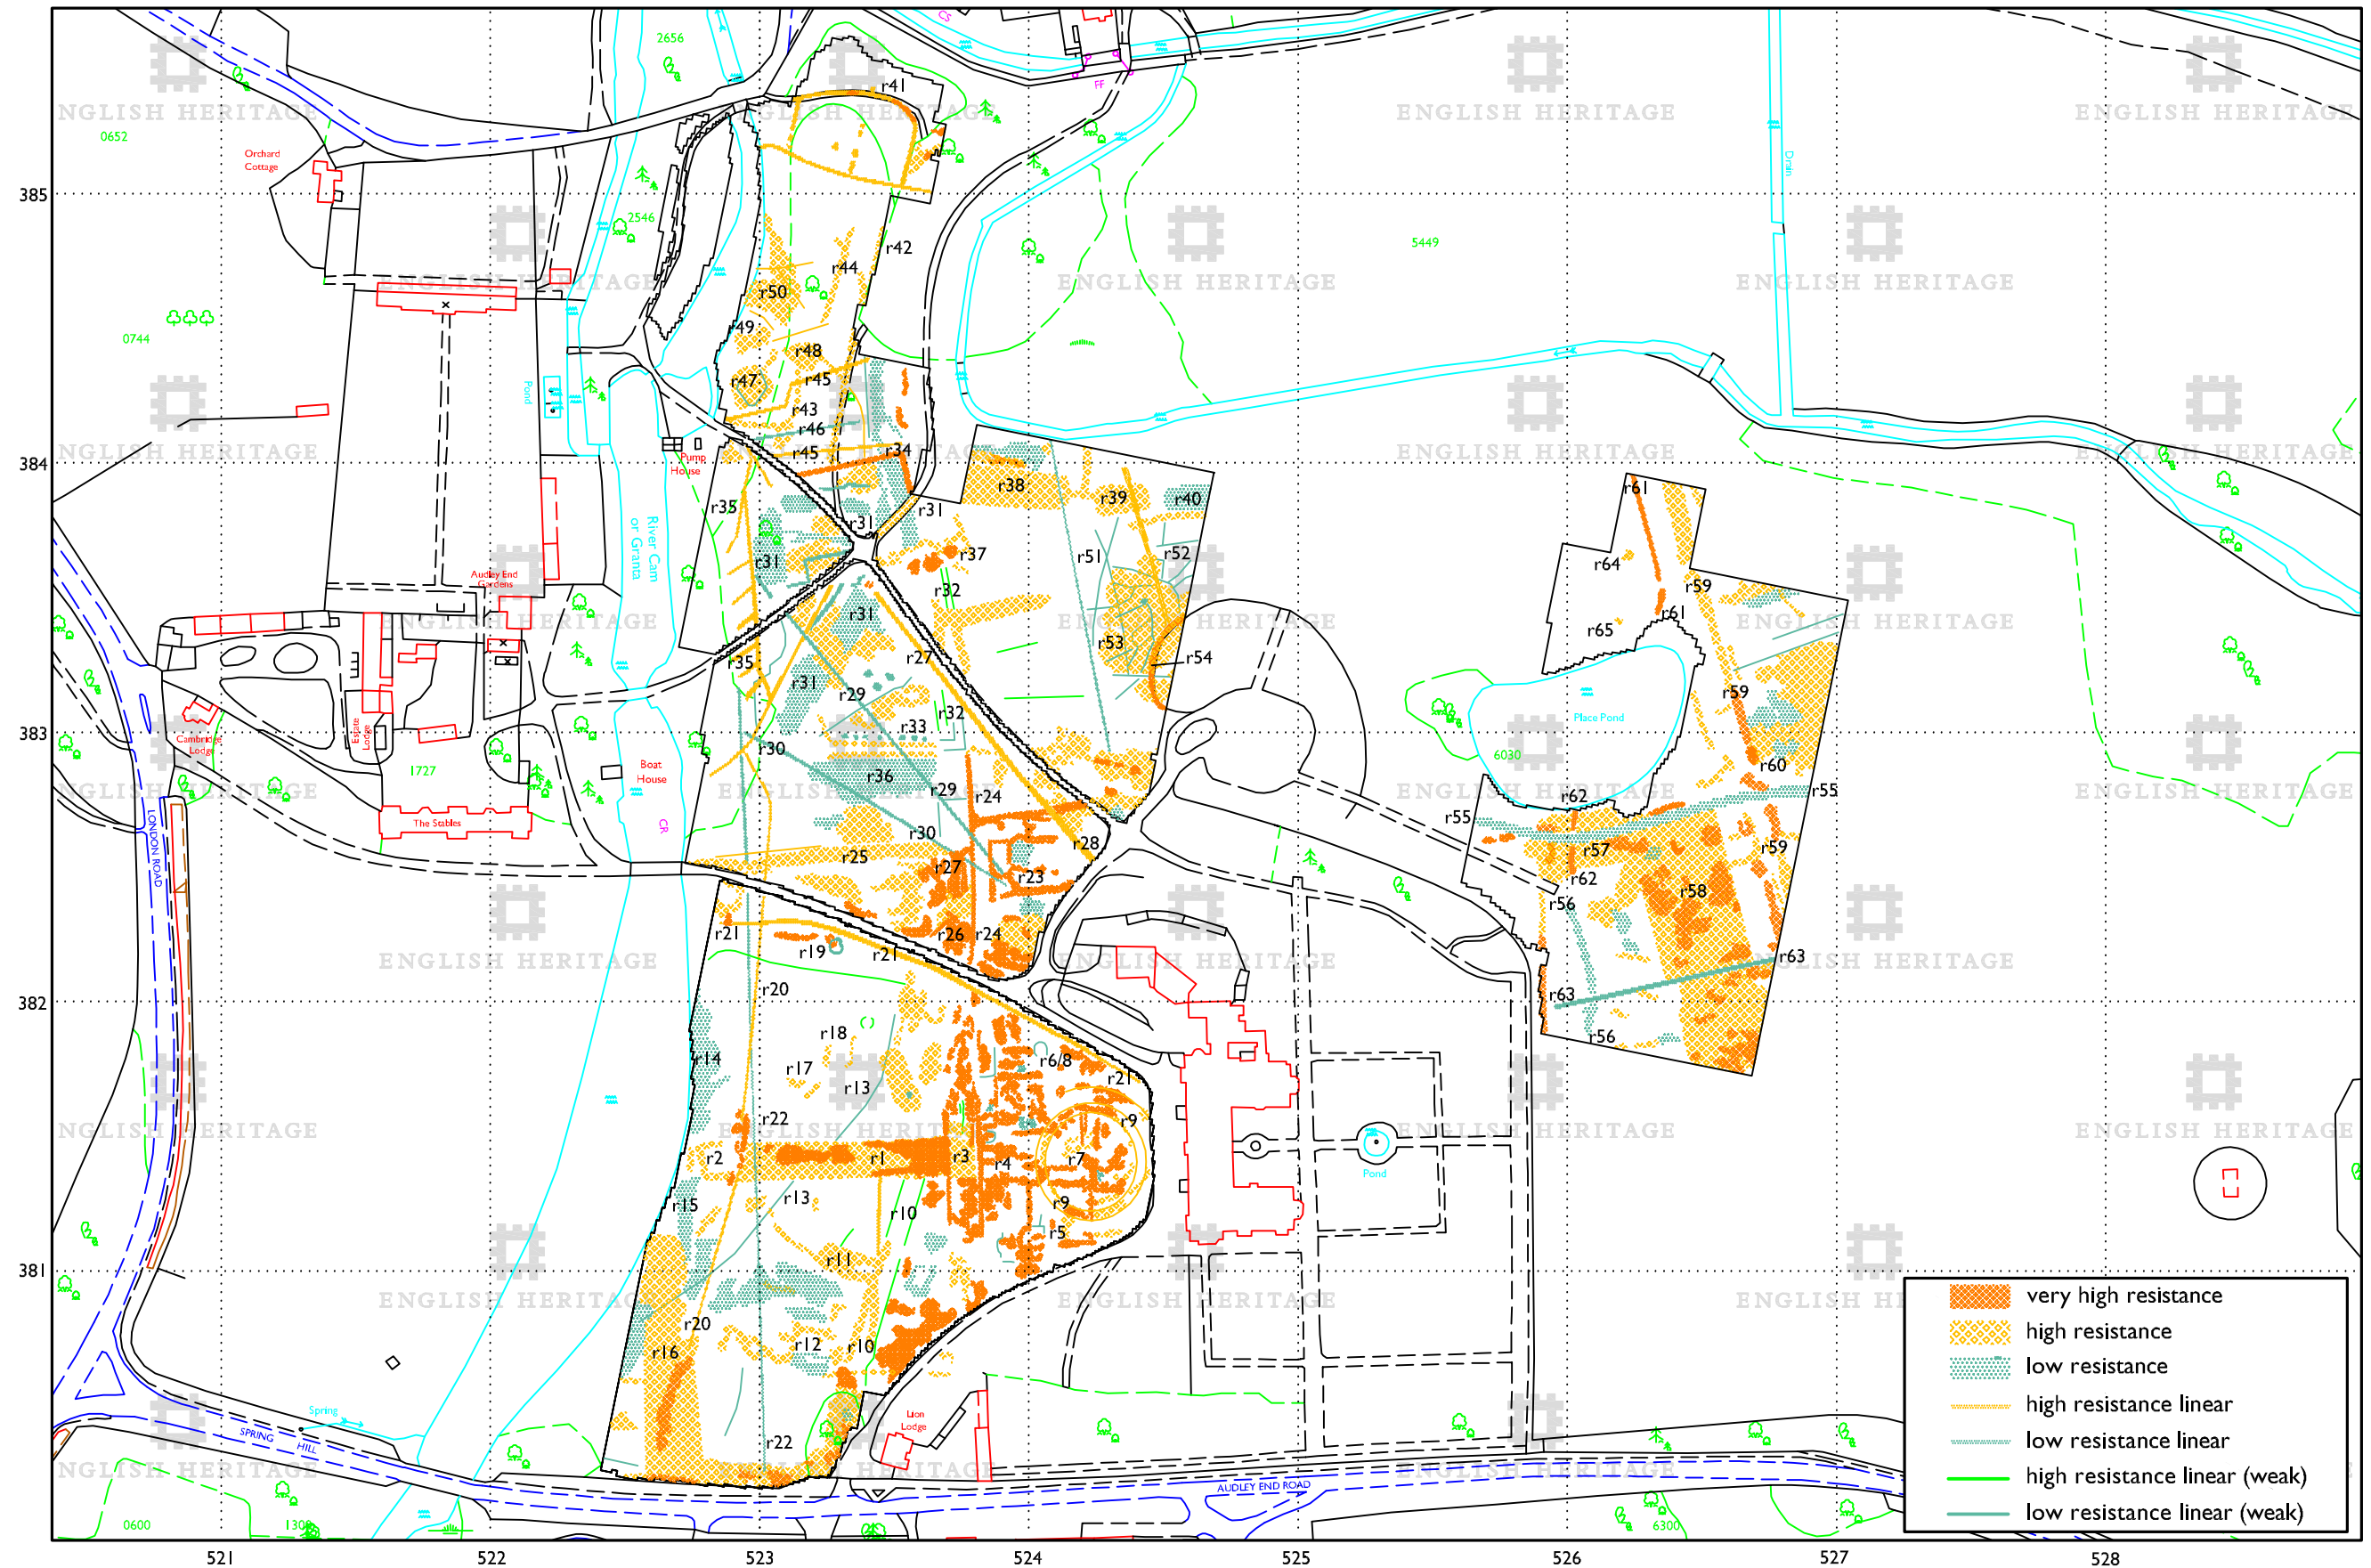 CS
2656
r41
FF
ENGLISH HERITAGE
0652
Orchard
Cottage
385
Drain
2546
r42
5449
r44
r50
0744
r49
r48
r47
r45
Pond
r43
r46
r45
r34
Pump
House
384
r38
r39
r40
r61
r35
r31
r31
River Cam
or Granta
r31
r37
r51
r52
r64
Audley End
Gardens
r32
r59
r31
r61
r65
r53
r27
r54
r35
r31
r29
r59
r32
Place Pond
r33
Cambridge
Lodge
Estate
Lodge
383
r30
6030
Boat
House
1727
r36
r60
r29
r24
r62
r55
LONDON ROAD
The Stables
CR
r55
r30
r28
r25
r57
r59
r27
r23
r62
r58
r56
r21
r26
r24
r19
r21
r63
r20
r63
382
r18
r56
r14
r17
r13
r6/8
r21
r22
r9
r2
r1
r3
r4
r7
Pond
r15
r13
r10
r9
r5
r11
381
r20
r12
r10
r16
Spring
Lion
Lodge
SPRING HILL
r22
AUDLEY END ROAD
0600
1300
6300
very high resistance
high resistance
low resistance
high resistance linear
low resistance linear
high resistance linear (weak)
low resistance linear (weak)
521
522
523
524
525
526
527
528